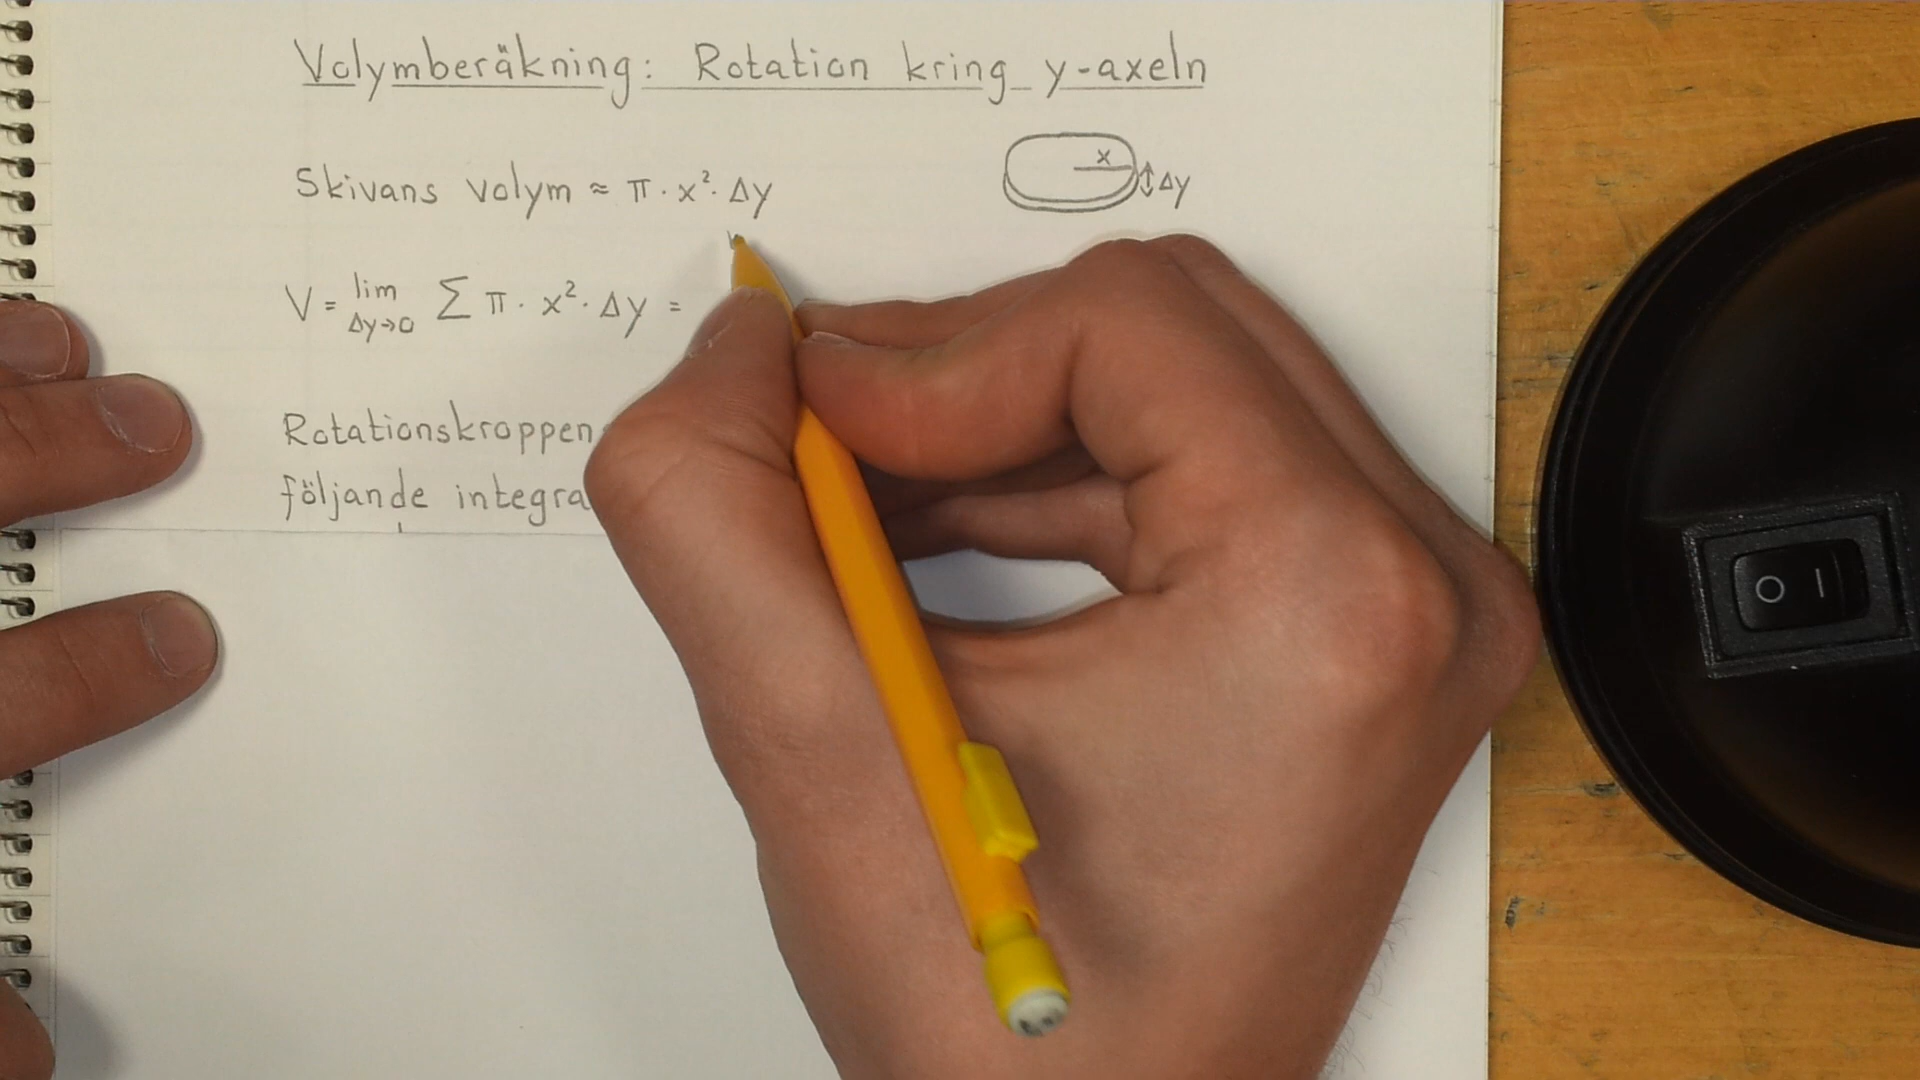 Volymberäkning: Rotation kring y-axeln
Skivans volym ≈ π · x² · Δy
x
Δy
V = lim Δy→0 Σ π · x² · Δy =
Rotationskroppen
följande integra
O I